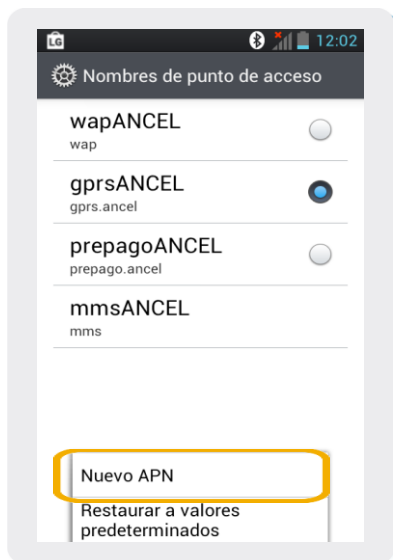 LG 12:02
Nombres de punto de acceso
wapANCEL
wap
gprsANCEL
gprs.ancel
prepagoANCEL
prepago.ancel
mmsANCEL
mms
Nuevo APN
Restaurar a valores
predeterminados